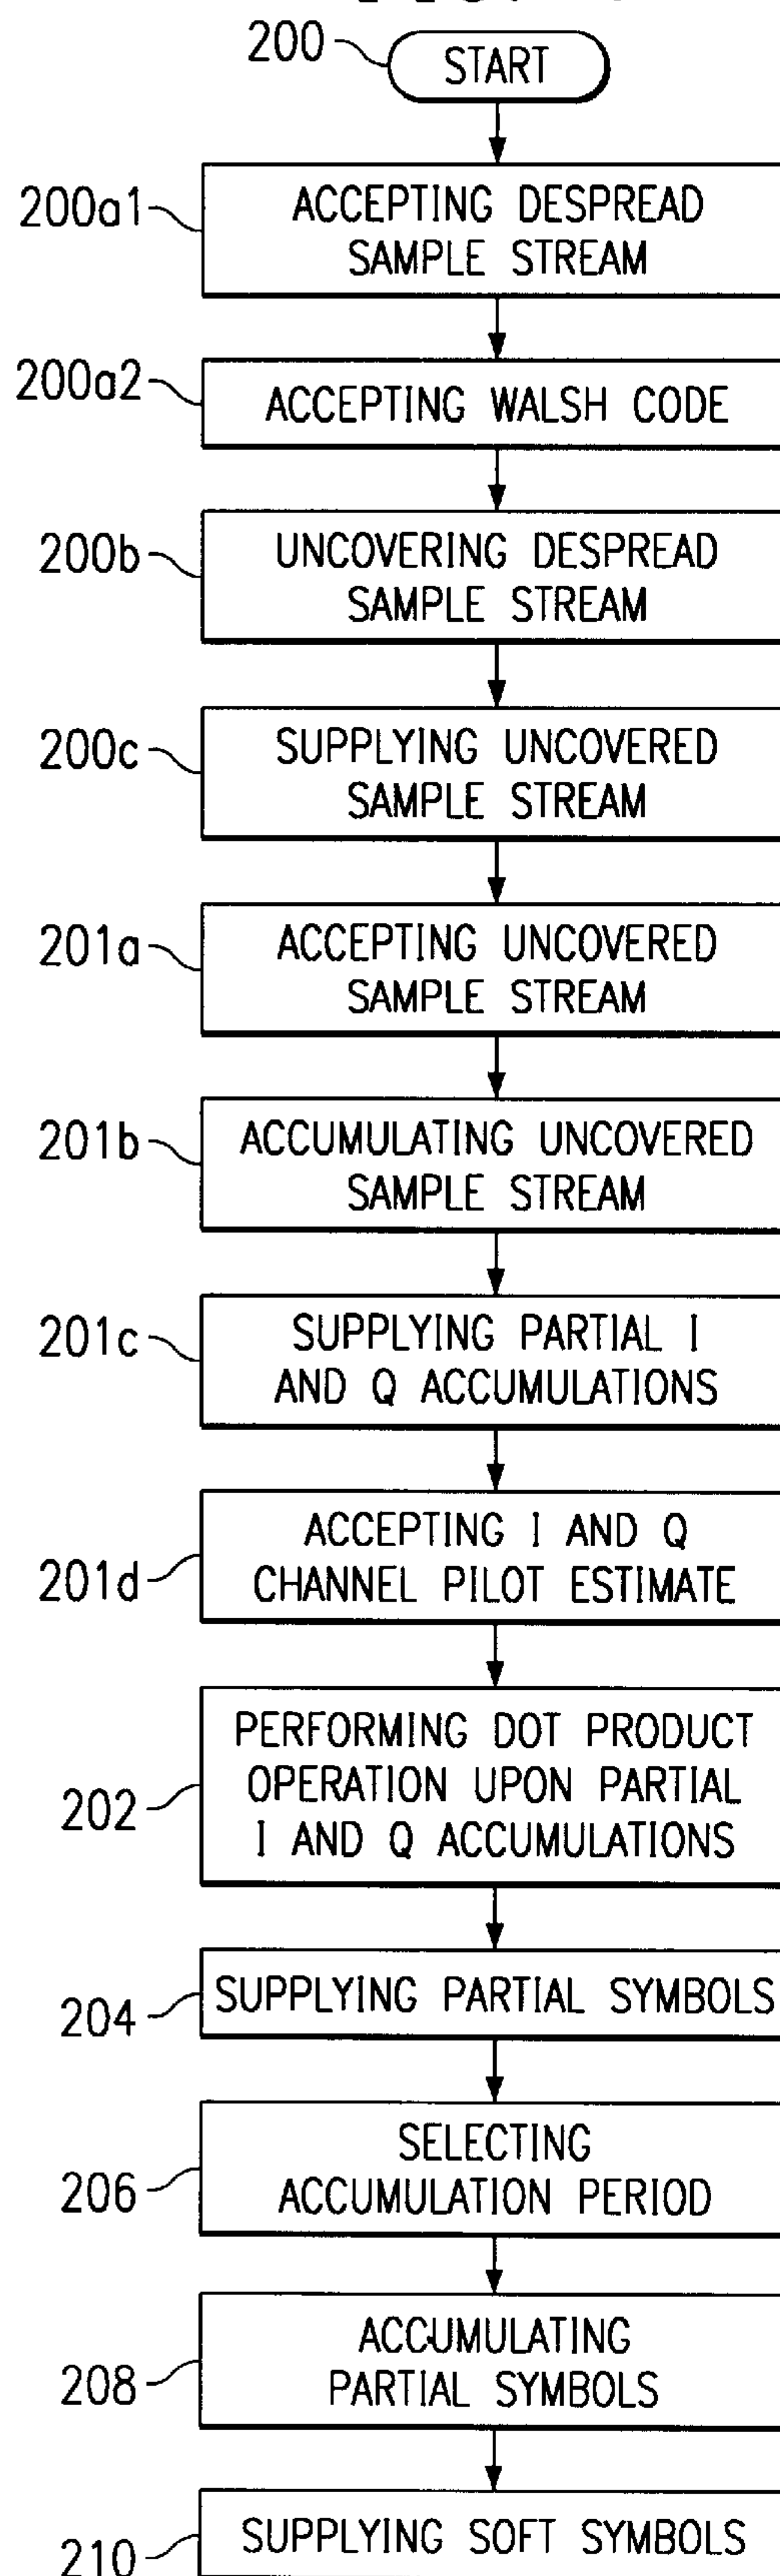 200
START
200a1
ACCEPTING DESPREAD
SAMPLE STREAM
200a2
ACCEPTING WALSH CODE
200b
UNCOVERING DESPREAD
SAMPLE STREAM
200c
SUPPLYING UNCOVERED
SAMPLE STREAM
201a
ACCEPTING UNCOVERED
SAMPLE STREAM
201b
ACCUMULATING UNCOVERED
SAMPLE STREAM
201c
SUPPLYING PARTIAL I
AND Q ACCUMULATIONS
201d
ACCEPTING I AND Q
CHANNEL PILOT ESTIMATE
202
PERFORMING DOT PRODUCT
OPERATION UPON PARTIAL
I AND Q ACCUMULATIONS
204
SUPPLYING PARTIAL SYMBOLS
206
SELECTING
ACCUMULATION PERIOD
208
ACCUMULATING
PARTIAL SYMBOLS
210
SUPPLYING SOFT SYMBOLS